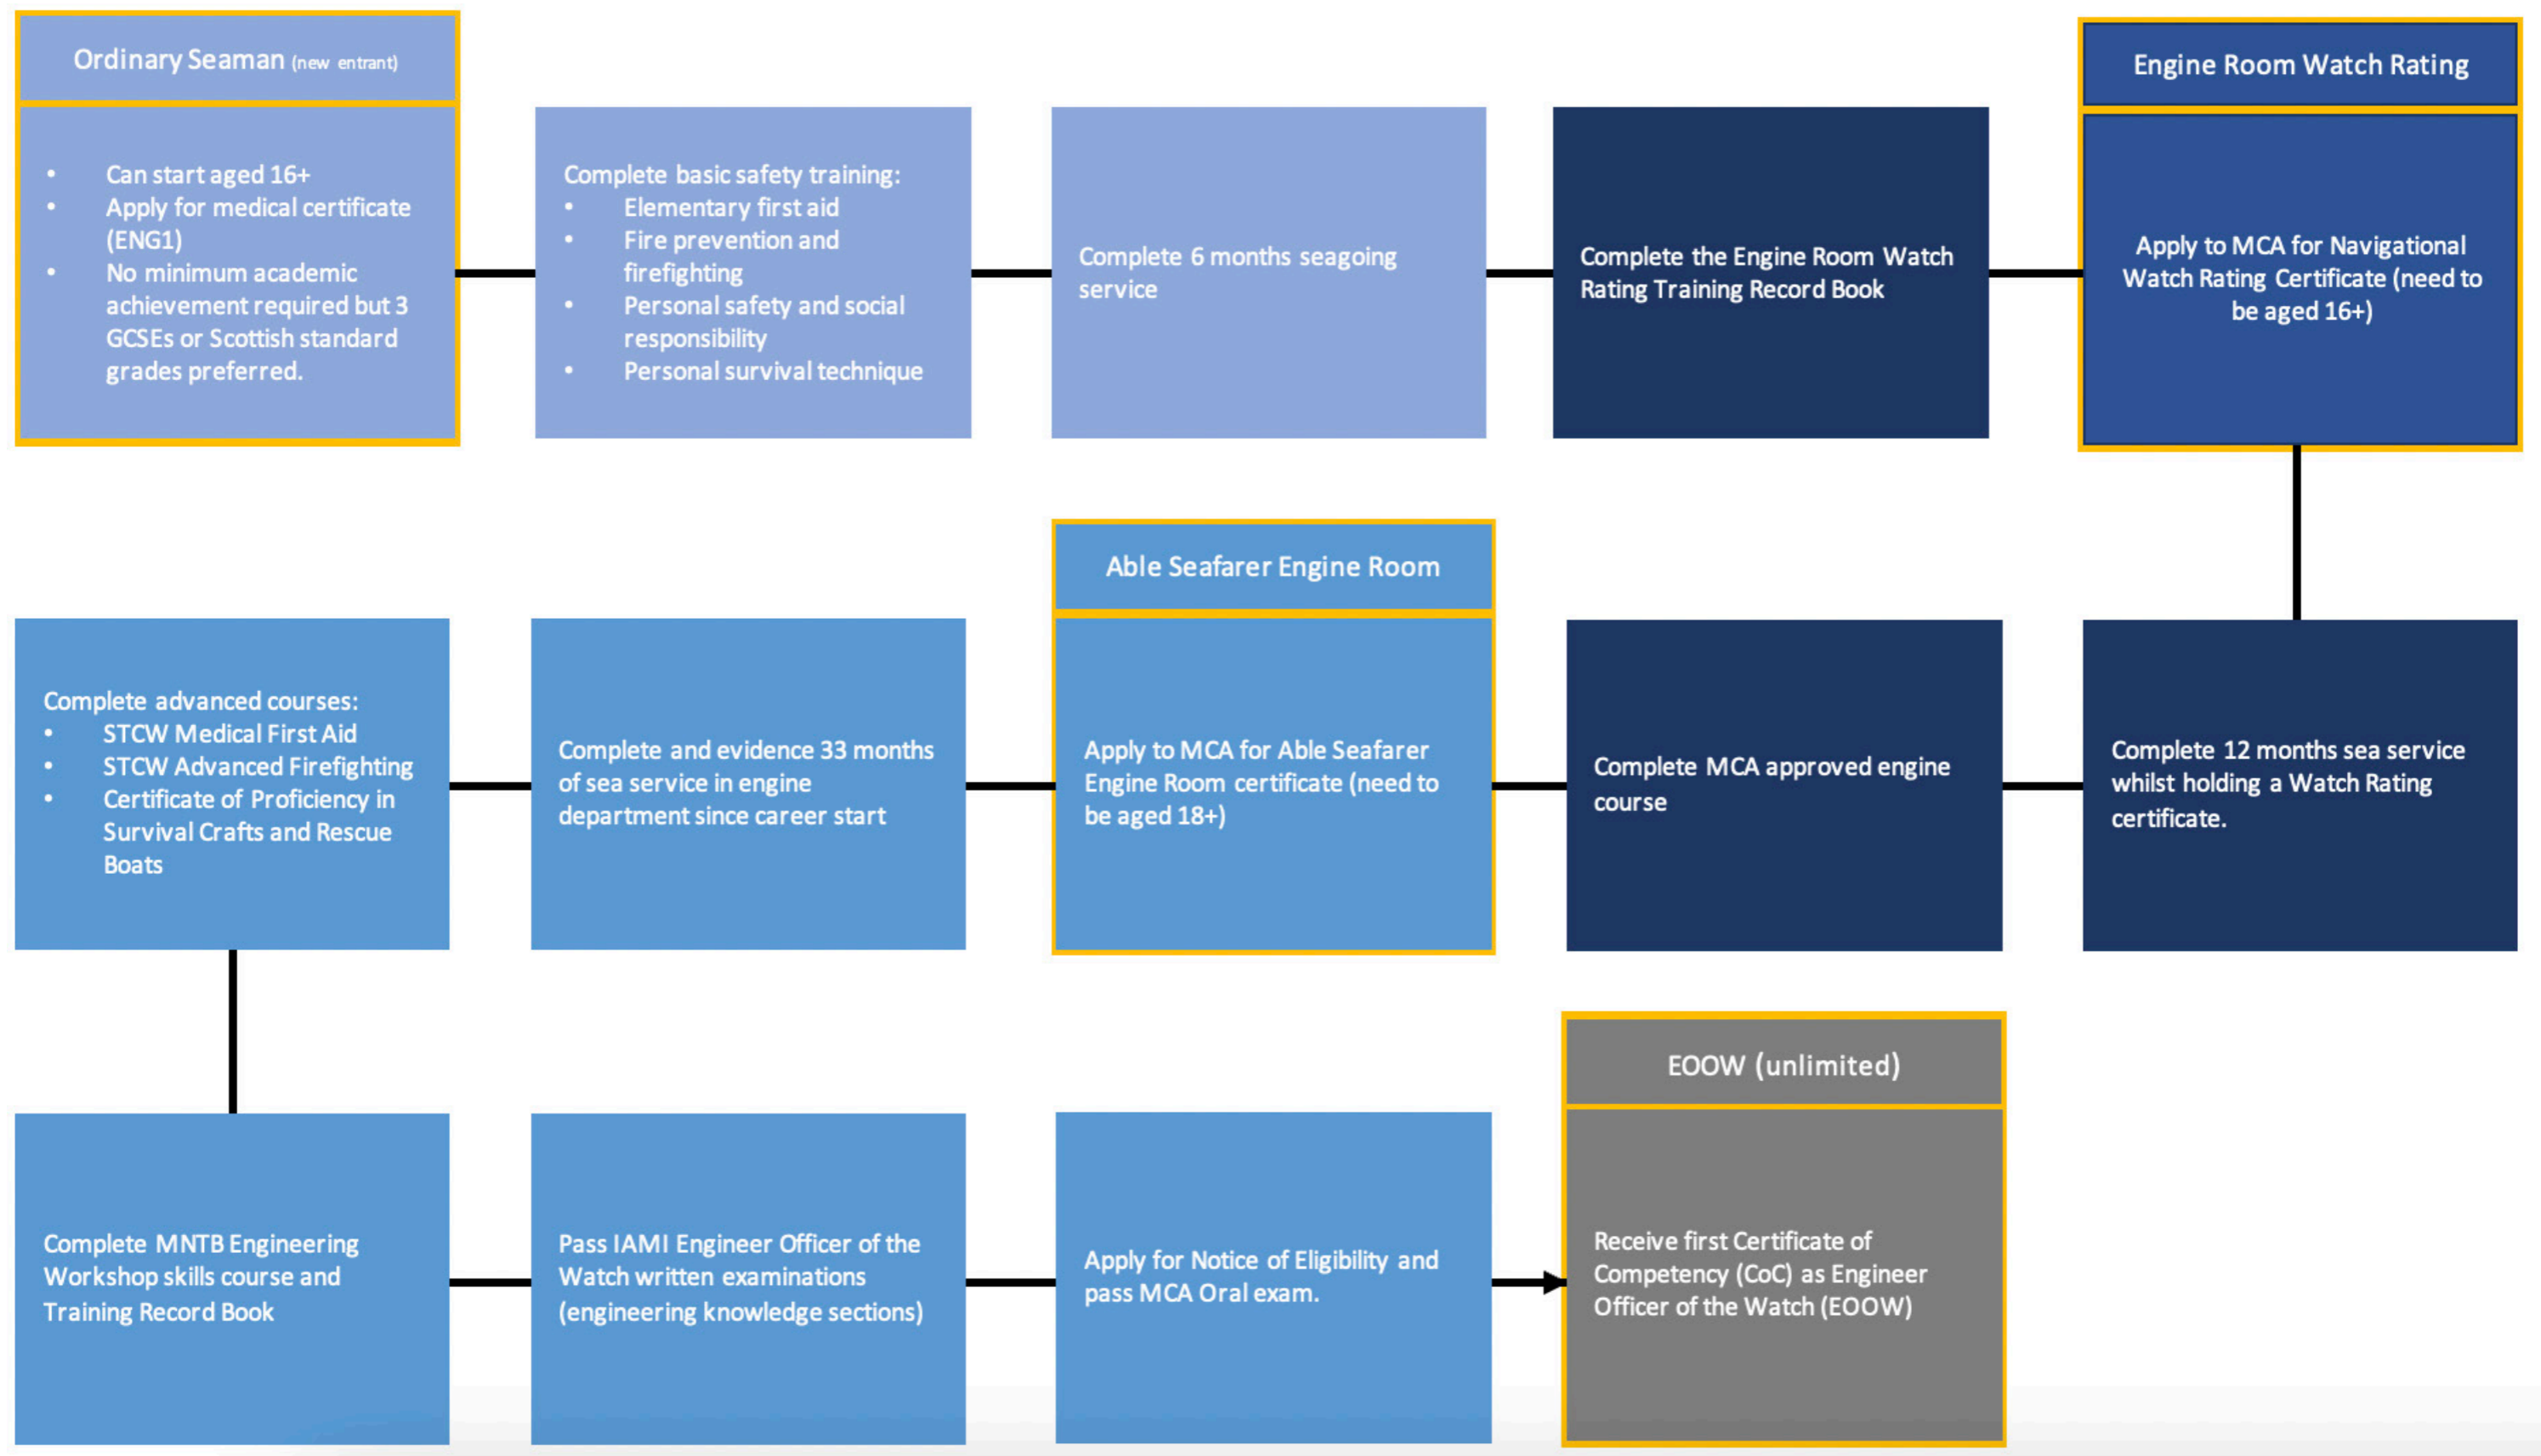 Ordinary Seaman (new entrant)
• Can start aged 16+
• Apply for medical certificate
(ENG1)
• No minimum academic
achievement required but 3
GCSEs or Scottish standard
grades preferred.
Complete basic safety training:
• Elementary first aid
• Fire prevention and
firefighting
• Personal safety and social
responsibility
• Personal survival technique
Complete 6 months seagoing
service
Complete the Engine Room Watch
Rating Training Record Book
Engine Room Watch Rating
Apply to MCA for Navigational
Watch Rating Certificate (need to
be aged 16+)
Complete 12 months sea service
whilst holding a Watch Rating
certificate.
Complete MCA approved engine
course
Able Seafarer Engine Room
Apply to MCA for Able Seafarer
Engine Room certificate (need to
be aged 18+)
Complete and evidence 33 months
of sea service in engine
department since career start
Complete advanced courses:
• STCW Medical First Aid
• STCW Advanced Firefighting
• Certificate of Proficiency in
Survival Crafts and Rescue
Boats
Complete MNTB Engineering
Workshop skills course and
Training Record Book
Pass IAMI Engineer Officer of the
Watch written examinations
(engineering knowledge sections)
Apply for Notice of Eligibility and
pass MCA Oral exam.
EOOW (unlimited)
Receive first Certificate of
Competency (CoC) as Engineer
Officer of the Watch (EOOW)